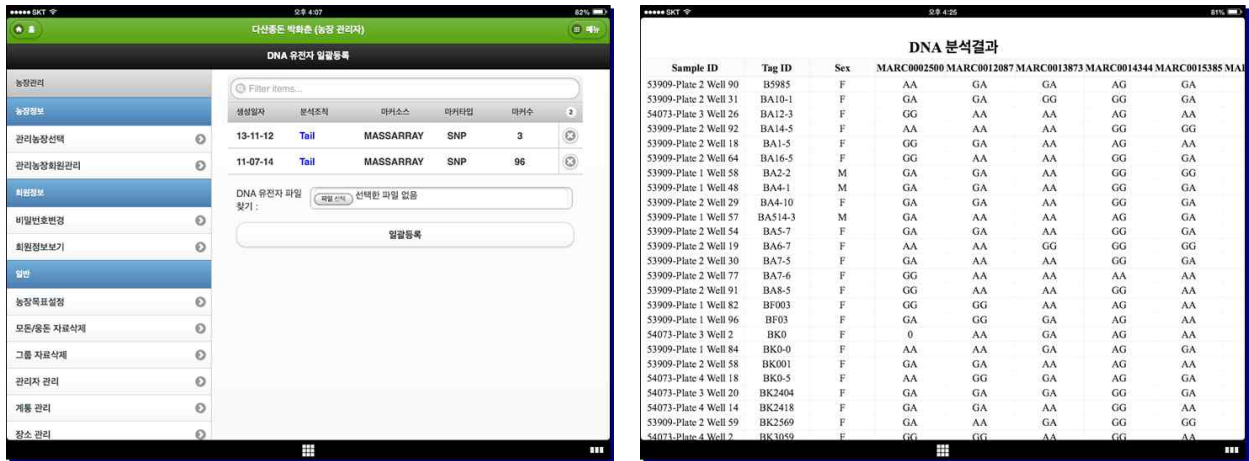 ●●●●● SKT 오후 4:07 82%
홈 다산종돈 박화춘 (농장 관리자) 메뉴
DNA 유전자 일괄등록
농장관리
농장정보
관리농장선택
관리농장회원관리
회원정보
비밀번호변경
회원정보보기
일반
농장목표설정
모돈/웅돈 자료삭제
그룹 자료삭제
관리자 관리
계통 관리
장소 관리
Filter items...
생성일자 분석조직 마커소스 마커타입 마커수 2
13-11-12 Tail MASSARRAY SNP 3
11-07-14 Tail MASSARRAY SNP 96
DNA 유전자 파일 찾기 : 파일 선택 선택한 파일 없음
일괄등록
●●●●● SKT 오후 4:25 81%
DNA 분석결과
Sample ID Tag ID Sex MARC0002500 MARC0012087 MARC0013873 MARC0014344 MARC0015385 MAI
53909-Plate 2 Well 90 B5985 F AA GA GA AG GA
53909-Plate 2 Well 31 BA10-1 F GA GA GG GG GA
54073-Plate 3 Well 26 BA12-3 F GG AA AA AG AA
53909-Plate 2 Well 92 BA14-5 F AA AA AA GG GG
53909-Plate 2 Well 18 BA1-5 F GG GA AA AG AA
53909-Plate 2 Well 64 BA16-5 F GG AA AA GG GA
53909-Plate 1 Well 58 BA2-2 M GA GA AA GG GG
53909-Plate 1 Well 48 BA4-1 M GA GA AA GG GA
53909-Plate 2 Well 29 BA4-10 F GA GA AA GG GA
53909-Plate 1 Well 57 BA514-3 M GA AA AA AG GA
53909-Plate 2 Well 54 BA5-7 F GA GA AA GG GA
53909-Plate 2 Well 19 BA6-7 F AA AA GG GG GG
53909-Plate 2 Well 30 BA7-5 F GA AA AA GG GA
53909-Plate 2 Well 77 BA7-6 F GG AA AA AA AA
53909-Plate 2 Well 91 BA8-5 F GG AA AA GG AA
53909-Plate 1 Well 82 BF003 F GG GG AA AG AA
53909-Plate 1 Well 96 BF03 F GA GG GA AG AA
54073-Plate 3 Well 2 BK0 F 0 AA GA AG AA
53909-Plate 1 Well 84 BK0-0 F AA AA GA AG GA
53909-Plate 2 Well 58 BK001 F GA AA AA GG AA
54073-Plate 4 Well 18 BK0-5 F AA GG GA AG GA
54073-Plate 3 Well 20 BK2404 F GA GG GA GG GA
54073-Plate 4 Well 14 BK2418 F GA GA AA GG AA
53909-Plate 2 Well 59 BK2569 F GA AA GA GG GG
54073-Plate 4 Well 2 BK3059 F GG GG AA GG AA